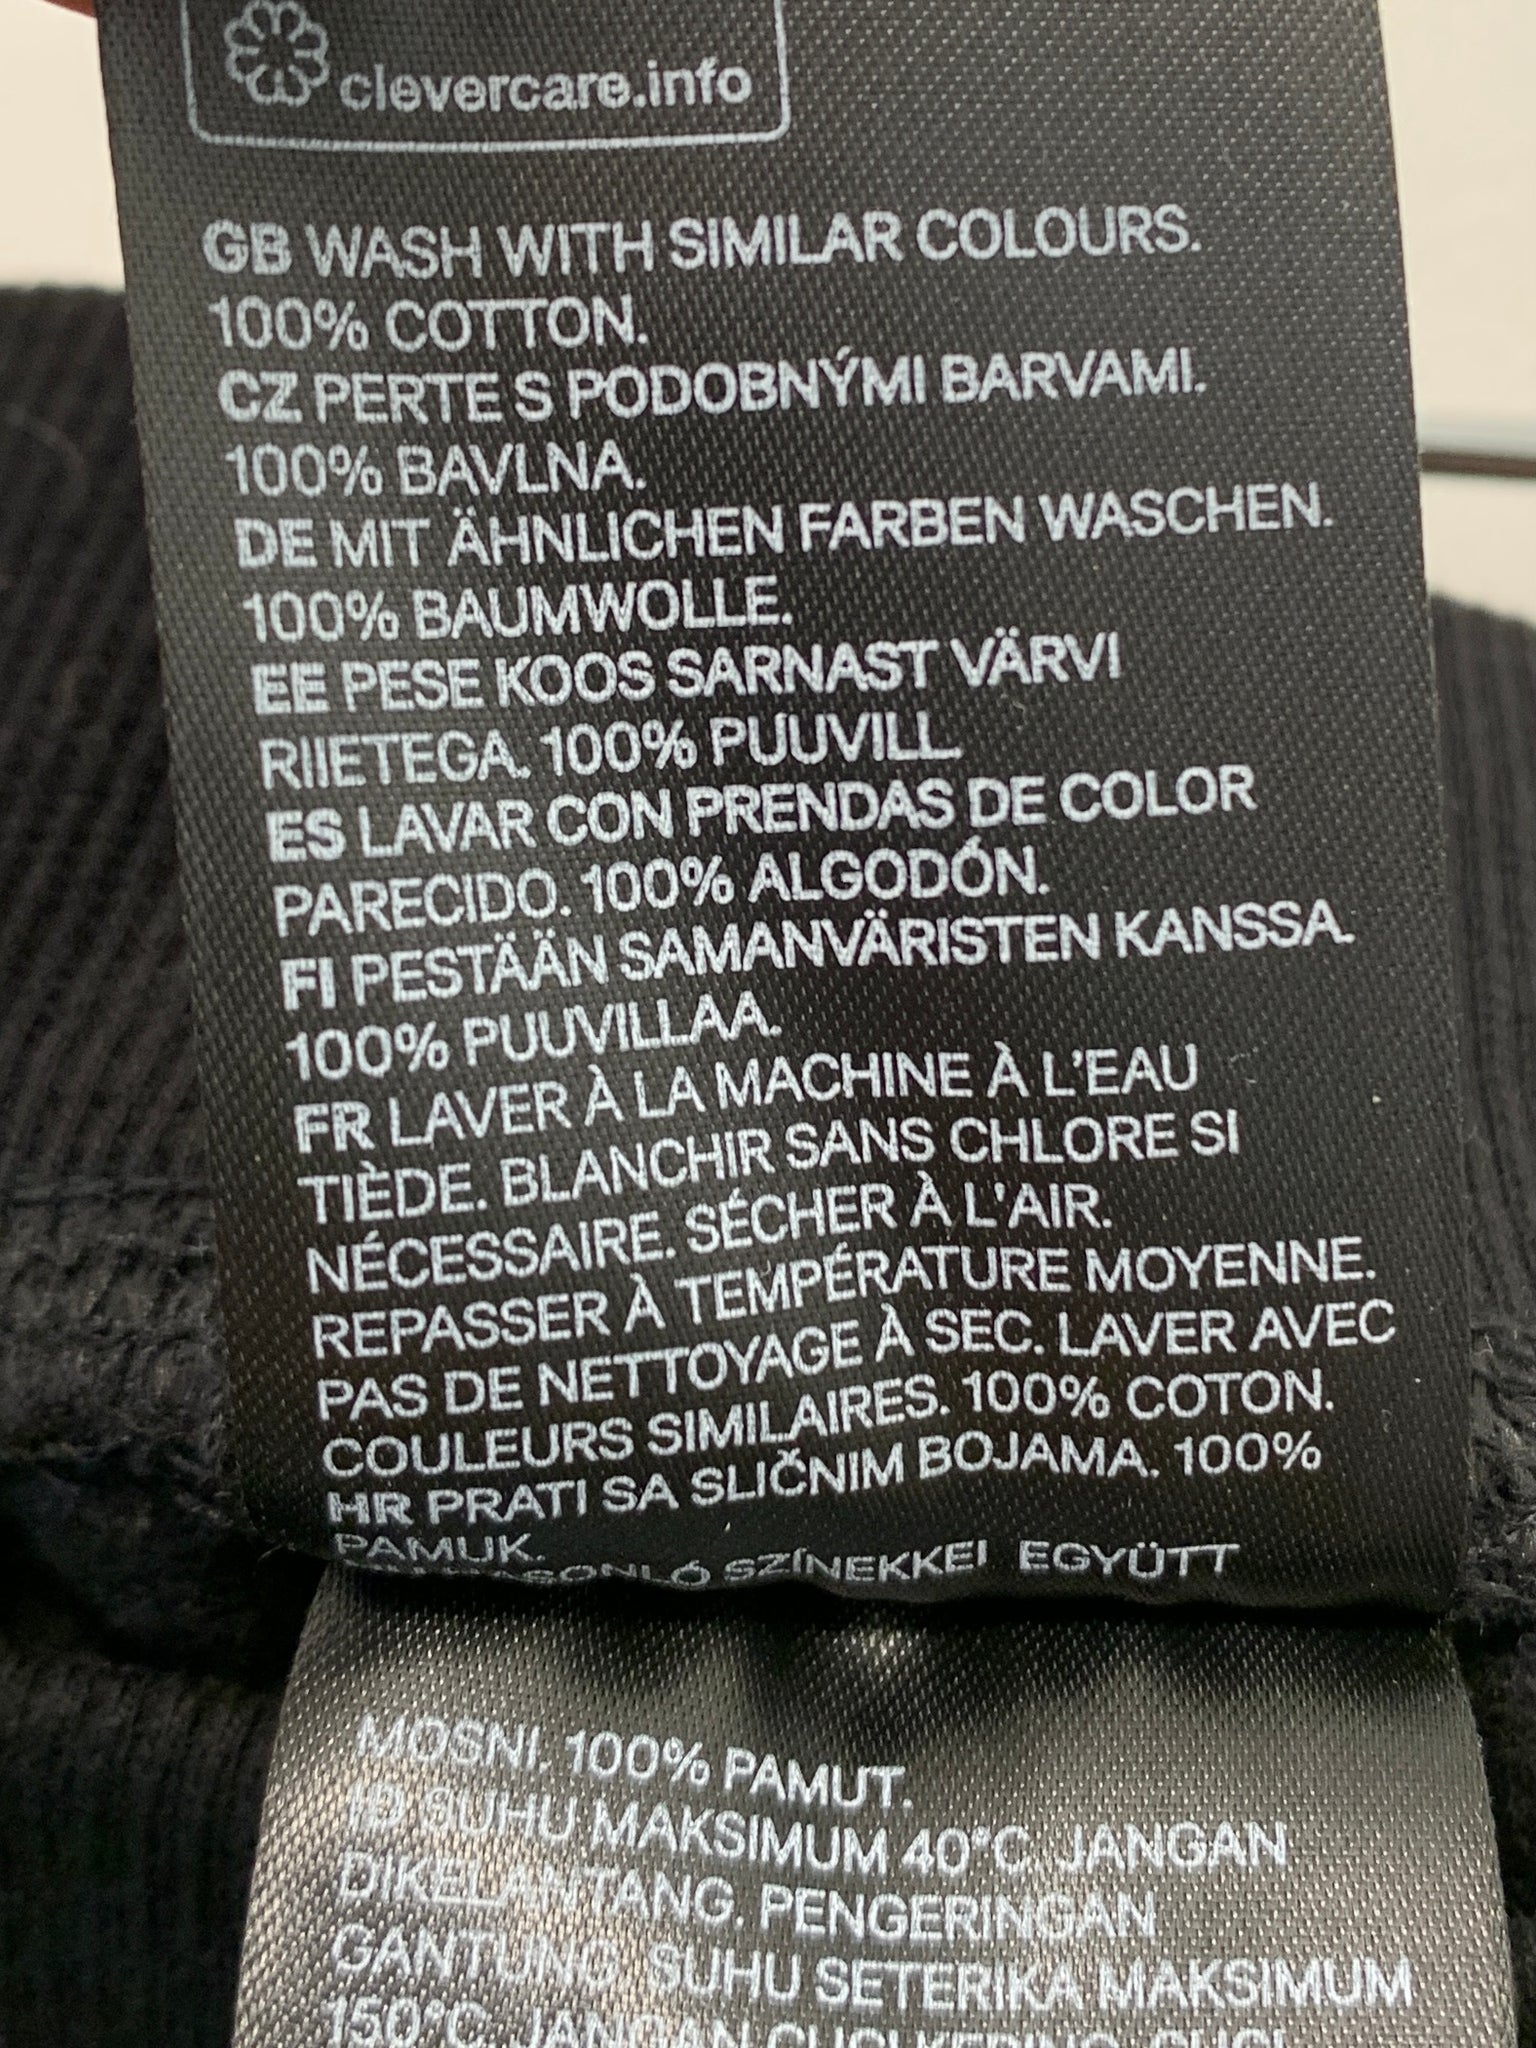 clevercare.info
GB WASH WITH SIMILAR COLOURS.
100% COTTON.
CZ PERTE S PODOBNÝMI BARVAMI.
100% BAVLNA.
DE MIT ÄHNLICHEN FARBEN WASCHEN.
100% BAUMWOLLE.
EE PESE KOOS SARNAST VÄRVI
RIIETEGA. 100% PUUVILL.
ES LAVAR CON PRENDAS DE COLOR
PARECIDO. 100% ALGODÓN.
FI PESTÄÄN SAMANVÄRISTEN KANSSA.
100% PUUVILLAA.
FR LAVER À LA MACHINE À L'EAU
TIÈDE. BLANCHIR SANS CHLORE SI
NÉCESSAIRE. SÉCHER À L'AIR.
REPASSER À TEMPÉRATURE MOYENNE.
PAS DE NETTOYAGE À SEC. LAVER AVEC
COULEURS SIMILAIRES. 100% COTON.
HR PRATI SA SLIČNIM BOJAMA. 100%
PAMUK.
SZÍNEKKEL EGYÜTT
MOSNI. 100% PAMUT.
ID SUHU MAKSIMUM 40°C. JANGAN
DIKELANTANG. PENGERINGAN
GANTUNG. SUHU SETERIKA MAKSIMUM
150°C. JANGAN